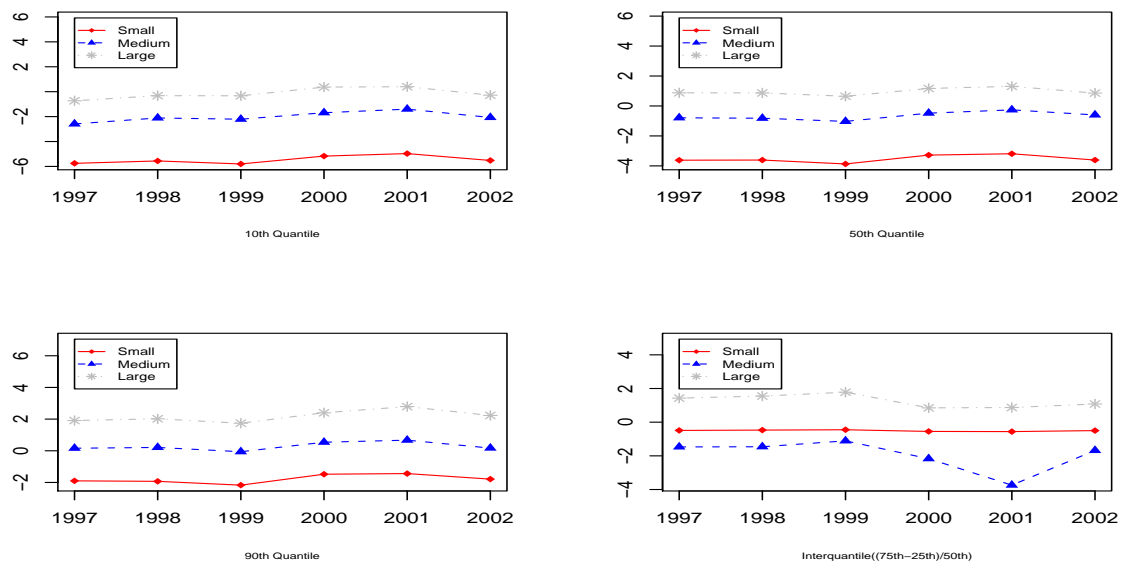 6
4
2
-2
-6
Small
Medium
Large
1997 1998 1999 2000 2001 2002
10th Quantile
6
4
2
0
-2
-4
Small
Medium
Large
1997 1998 1999 2000 2001 2002
50th Quantile
6
4
2
0
-2
Small
Medium
Large
1997 1998 1999 2000 2001 2002
90th Quantile
4
2
0
-2
-4
Small
Medium
Large
1997 1998 1999 2000 2001 2002
Interquantile((75th−25th)/50th)